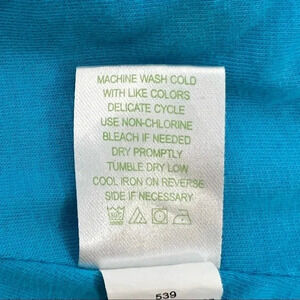 MACHINE WASH COLD
WITH LIKE COLORS
DELICATE CYCLE
USE NON-CHLORINE
BLEACH IF NEEDED
DRY PROMPTLY
TUMBLE DRY LOW
COOL IRON ON REVERSE
SIDE IF NECESSARY
539